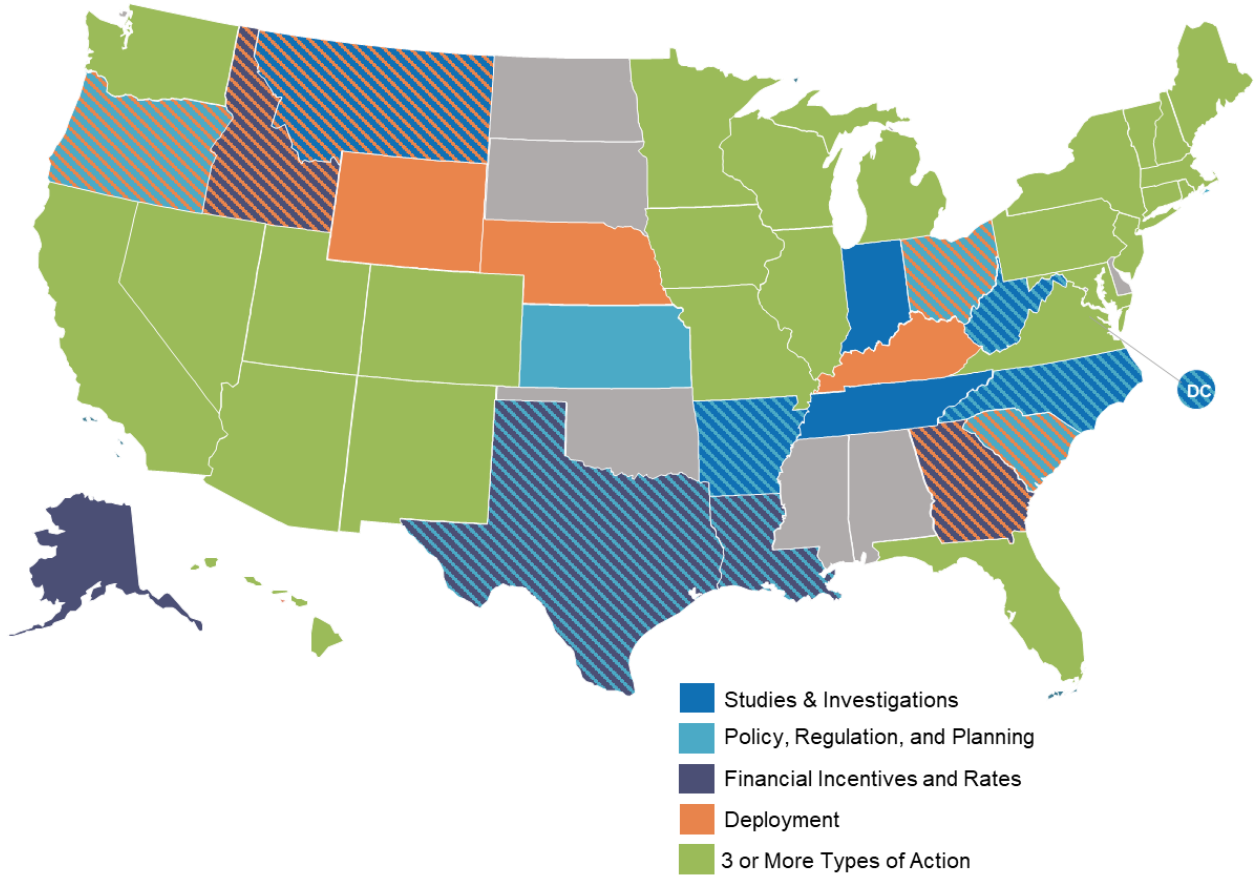 DC
Studies & Investigations
Policy, Regulation, and Planning
Financial Incentives and Rates
Deployment
3 or More Types of Action